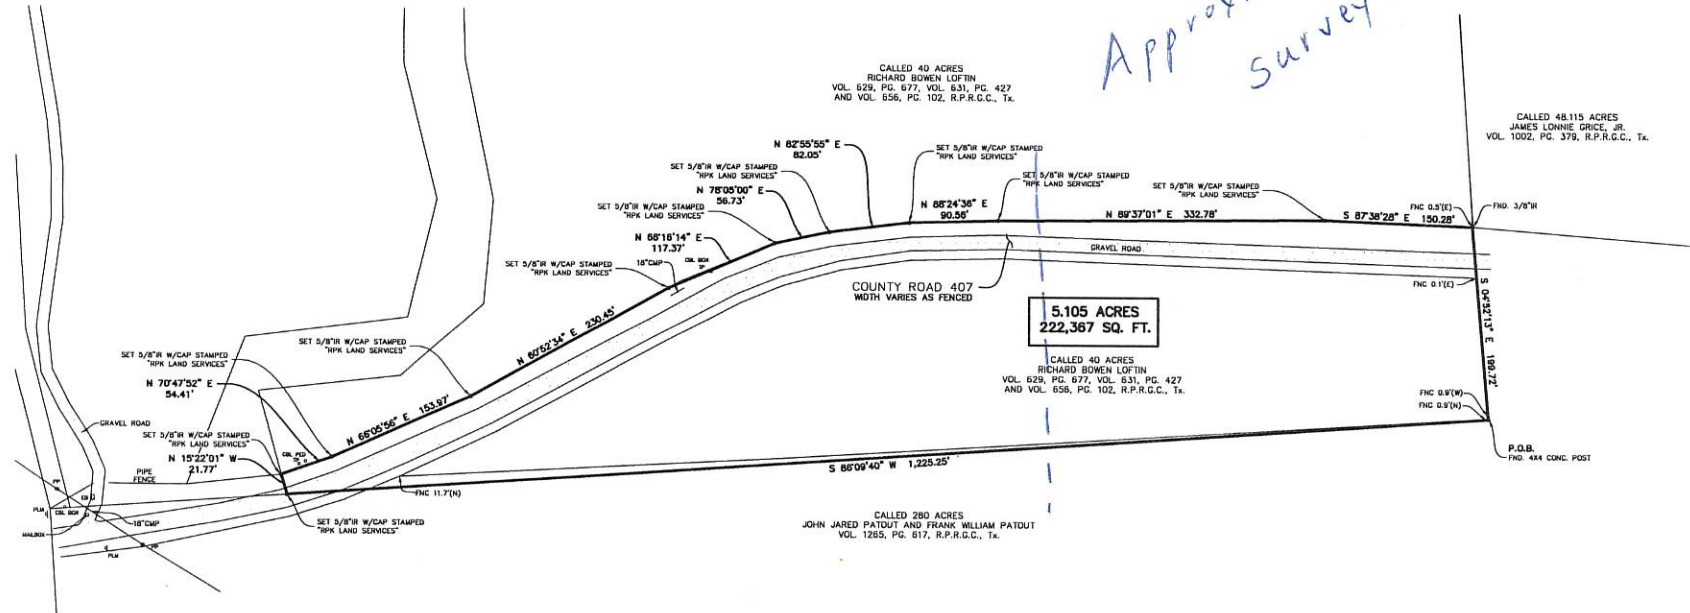 Survey
CALLED 40 ACRES
RICHARD BOWEN LOFTIN
VOL. 629, PG. 677, VOL. 631, PG. 427
AND VOL. 656, PG. 102, R.P.R.G.C., Tx.
CALLED 48.115 ACRES
JAMES LONNIE GRICE, JR.
VOL. 1002, PG. 379, R.P.R.G.C., Tx.
N 82°55'55" E
82.05'
SET 5/8"IR W/CAP STAMPED
"RPK LAND SERVICES"
SET 5/8"IR W/CAP STAMPED
"RPK LAND SERVICES"
SET 5/8"IR W/CAP STAMPED
"RPK LAND SERVICES"
SET 5/8"IR W/CAP STAMPED
"RPK LAND SERVICES"
N 78°05'00" E
56.73'
SET 5/8"IR W/CAP STAMPED
"RPK LAND SERVICES"
N 88°24'36" E
90.56'
N 89°37'01" E 332.78'
S 87°38'28" E 150.28'
FNC 0.5'(E)
FND. 3/8"IR
N 66°16'14" E
117.37'
SET 5/8"IR W/CAP STAMPED
"RPK LAND SERVICES"
18"CMP
CBL BOX
TP
GRAVEL ROAD
COUNTY ROAD 407
WIDTH VARIES AS FENCED
FNC 0.1'(E)
S 04°52'13" E 199.72'
5.105 ACRES
222,367 SQ. FT.
N 60°52'34" E 230.45'
SET 5/8"IR W/CAP STAMPED
"RPK LAND SERVICES"
SET 5/8"IR W/CAP STAMPED
"RPK LAND SERVICES"
CALLED 40 ACRES
RICHARD BOWEN LOFTIN
VOL. 629, PG. 677, VOL. 631, PG. 427
AND VOL. 656, PG. 102, R.P.R.G.C., Tx.
N 70°47'52" E
54.41'
FNC 0.9'(W)
FNC 0.9'(N)
N 66°05'56" E 153.97'
GRAVEL ROAD
SET 5/8"IR W/CAP STAMPED
"RPK LAND SERVICES"
N 15°22'01" W
21.77'
CBL PED
TP
P.O.B.
FND. 4X4 CONC. POST
S 86°09'40" W 1,225.25'
PIPE
FENCE
FNC 11.7'(N)
PP
EB
PLM
CBL BOX
18"CMP
MAILBOX
SET 5/8"IR W/CAP STAMPED
"RPK LAND SERVICES"
CALLED 280 ACRES
JOHN JARED PATOUT AND FRANK WILLIAM PATOUT
VOL. 1265, PG. 617, R.P.R.G.C., Tx.
PP
PLM